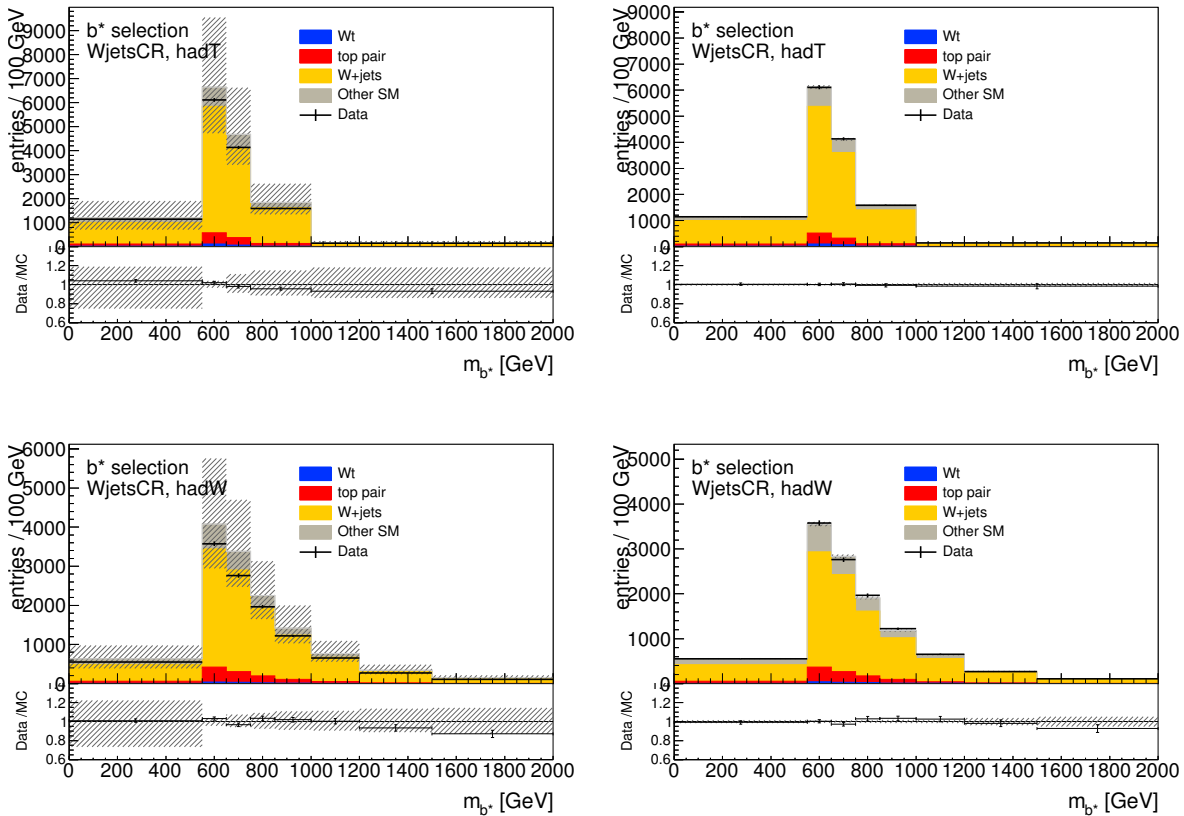 b* selection
WjetsCR, hadT
Wt
top pair
W+jets
Other SM
Data
entries / 100 GeV
9000
8000
7000
6000
5000
4000
3000
2000
1000
0
Data /MC
1.2
1
0.8
0.6
0 200 400 600 800 1000 1200 1400 1600 1800 2000
m_b* [GeV]
b* selection
WjetsCR, hadT
Wt
top pair
W+jets
Other SM
Data
entries / 100 GeV
9000
8000
7000
6000
5000
4000
3000
2000
1000
0
Data /MC
1.2
1
0.8
0.6
0 200 400 600 800 1000 1200 1400 1600 1800 2000
m_b* [GeV]
b* selection
WjetsCR, hadW
Wt
top pair
W+jets
Other SM
Data
entries / 100 GeV
6000
5000
4000
3000
2000
1000
0
Data /MC
1.2
1
0.8
0.6
0 200 400 600 800 1000 1200 1400 1600 1800 2000
m_b* [GeV]
b* selection
WjetsCR, hadW
Wt
top pair
W+jets
Other SM
Data
entries / 100 GeV
5000
4000
3000
2000
1000
0
Data /MC
1.2
1
0.8
0.6
0 200 400 600 800 1000 1200 1400 1600 1800 2000
m_b* [GeV]